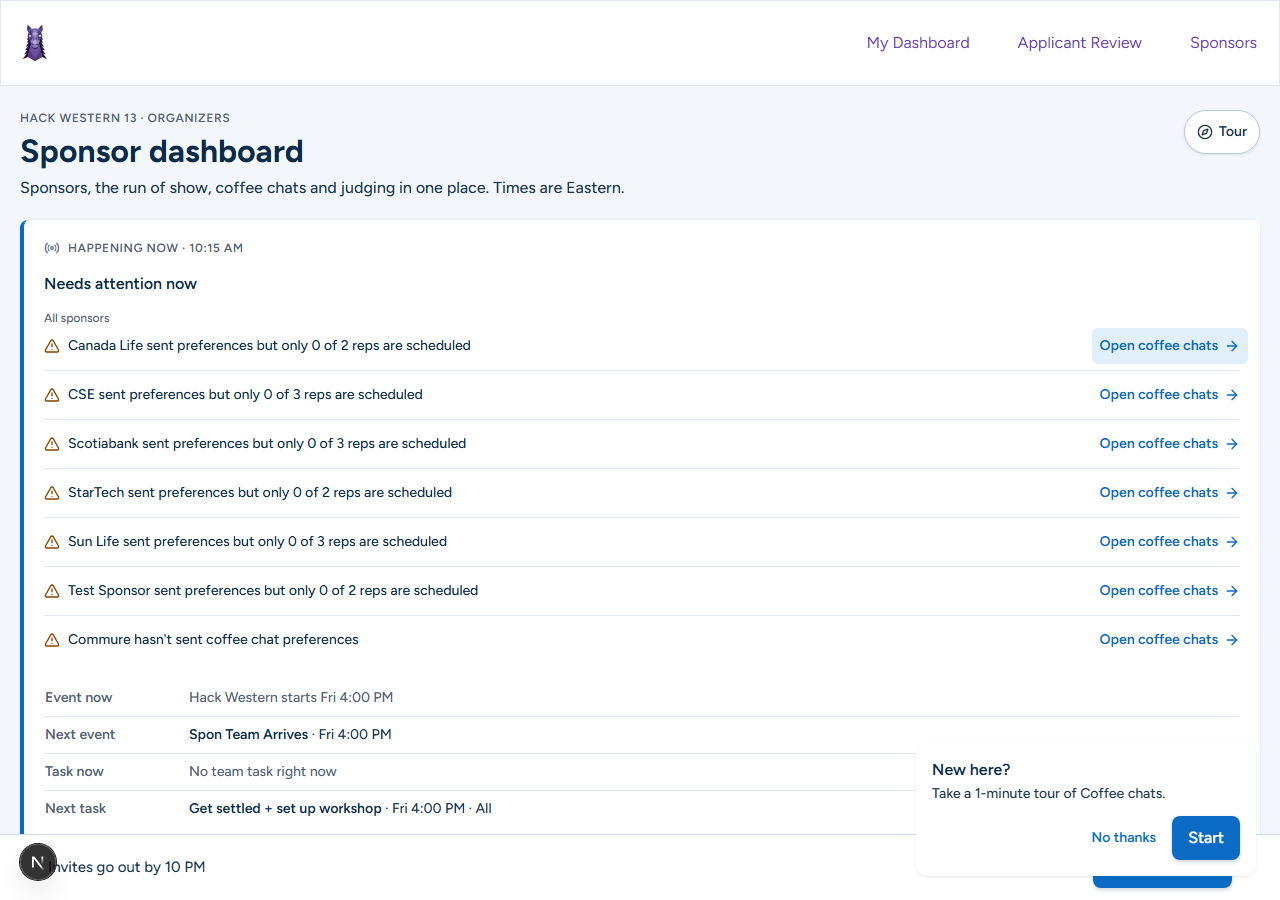 My Dashboard
Applicant Review
Sponsors
HACK WESTERN 13 · ORGANIZERS
Sponsor dashboard
Tour
Sponsors, the run of show, coffee chats and judging in one place. Times are Eastern.
HAPPENING NOW · 10:15 AM
Needs attention now
All sponsors
Canada Life sent preferences but only 0 of 2 reps are scheduled
Open coffee chats
CSE sent preferences but only 0 of 3 reps are scheduled
Open coffee chats
Scotiabank sent preferences but only 0 of 3 reps are scheduled
Open coffee chats
StarTech sent preferences but only 0 of 2 reps are scheduled
Open coffee chats
Sun Life sent preferences but only 0 of 3 reps are scheduled
Open coffee chats
Test Sponsor sent preferences but only 0 of 2 reps are scheduled
Open coffee chats
Commure hasn't sent coffee chat preferences
Open coffee chats
Event now
Hack Western starts Fri 4:00 PM
Next event
Spon Team Arrives · Fri 4:00 PM
Task now
No team task right now
Next task
Get settled + set up workshop · Fri 4:00 PM · All
New here?
Take a 1-minute tour of Coffee chats.
No thanks
Start
N
Invites go out by 10 PM